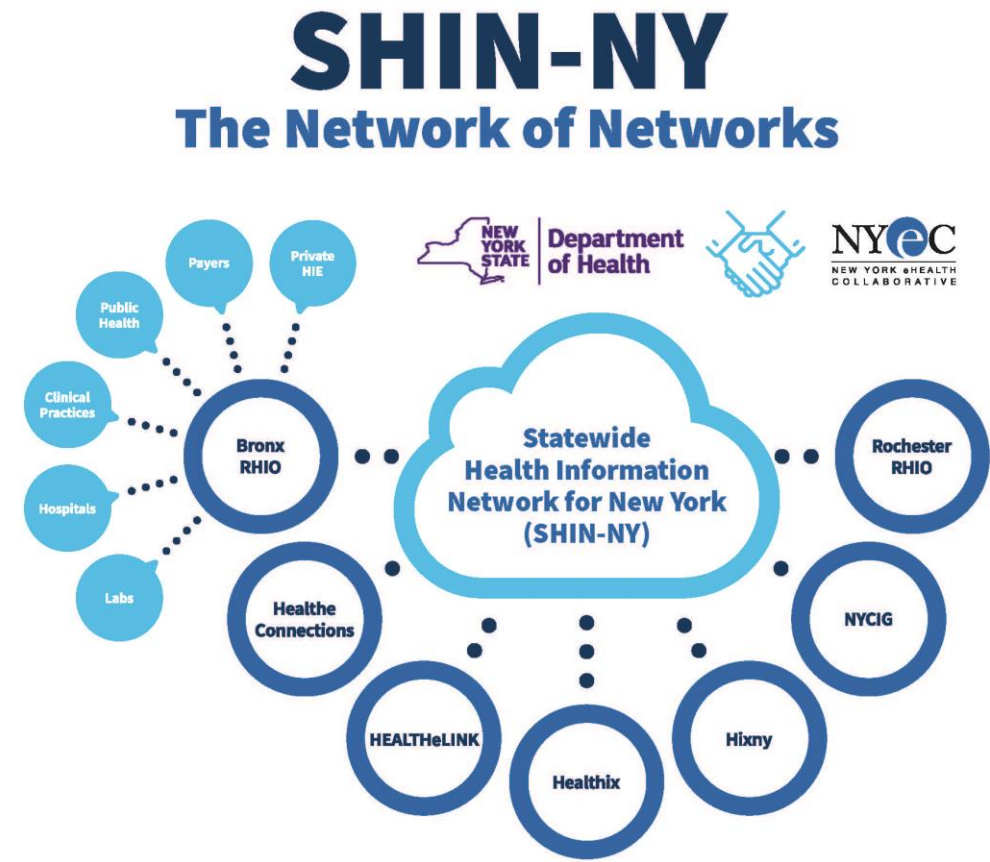 SHIN-NY
The Network of Networks
NEW
YORK
STATE
Department
of Health
NYeC
NEW YORK eHEALTH
COLLABORATIVE
Payers
Private
HIE
Public
Health
Clinical
Practices
Hospitals
Labs
Bronx
RHIO
Statewide
Health Information
Network for New York
(SHIN-NY)
Rochester
RHIO
Healthe
Connections
NYCIG
HEALTHeLINK
Hixny
Healthix